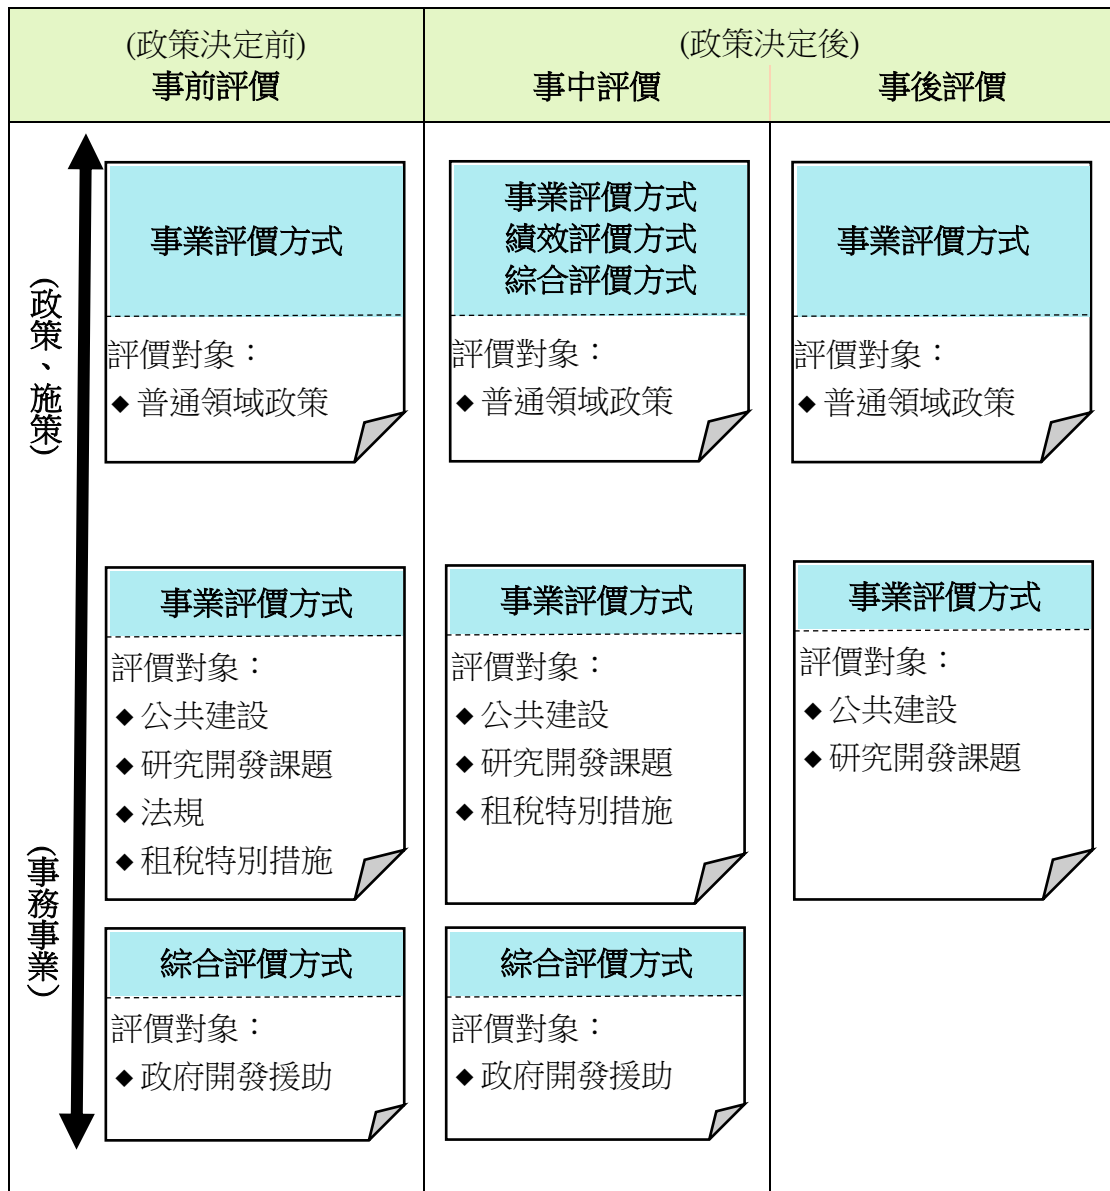 (政策決定前)
事前評價
(政策決定後)
事中評價
事後評價
(政策、施策)
事業評價方式
評價對象：
◆ 普通領域政策
事業評價方式
績效評價方式
綜合評價方式
評價對象：
◆ 普通領域政策
事業評價方式
評價對象：
◆ 普通領域政策
(事務事業)
事業評價方式
評價對象：
◆ 公共建設
◆ 研究開發課題
◆ 法規
◆ 租稅特別措施
事業評價方式
評價對象：
◆ 公共建設
◆ 研究開發課題
◆ 租稅特別措施
事業評價方式
評價對象：
◆ 公共建設
◆ 研究開發課題
綜合評價方式
評價對象：
◆ 政府開發援助
綜合評價方式
評價對象：
◆ 政府開發援助